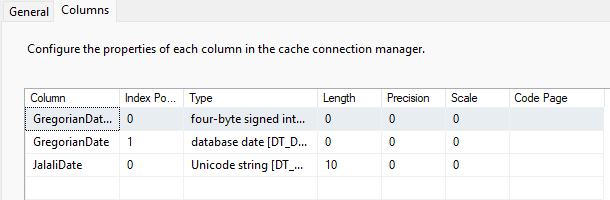 General Columns
Configure the properties of each column in the cache connection manager.
Column Index Po... Type Length Precision Scale Code Page
GregorianDat... 0 four-byte signed int... 0 0 0
GregorianDate 1 database date [DT_D... 0 0 0
JalaliDate 0 Unicode string [DT_... 10 0 0